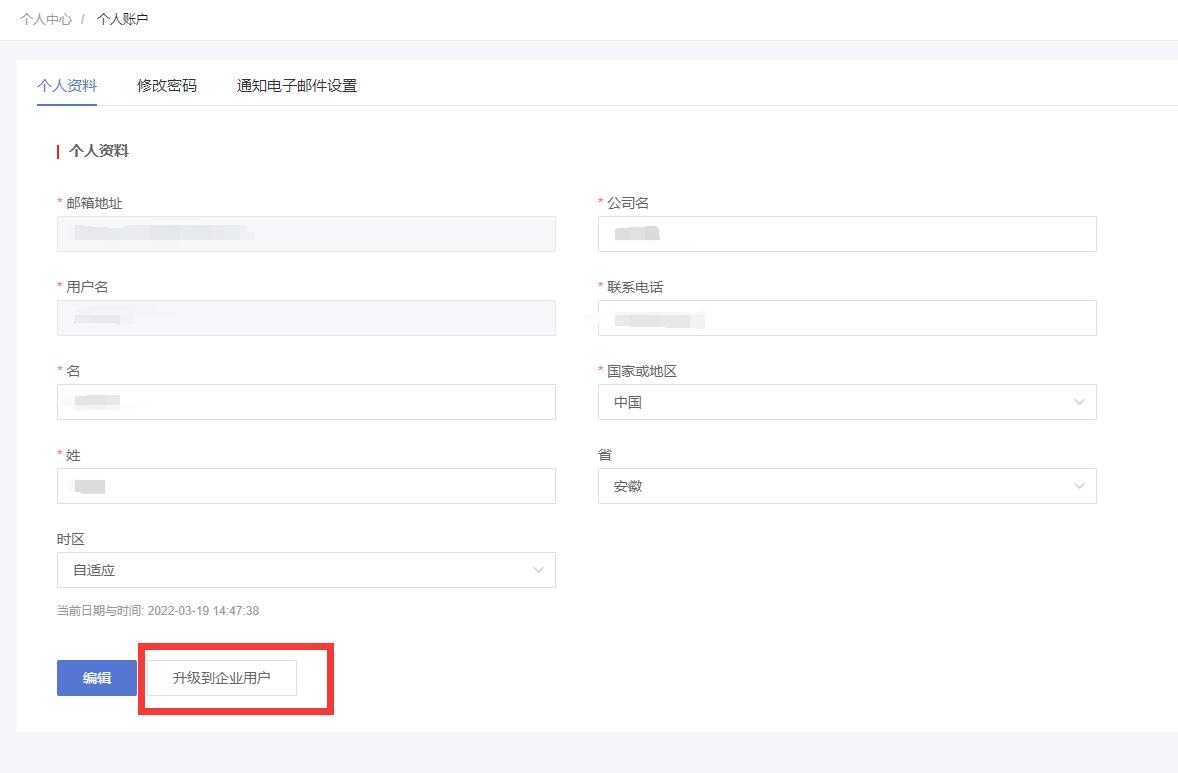 个人中心 / 个人账户
个人资料 修改密码 通知电子邮件设置
个人资料
* 邮箱地址
* 公司名
* 用户名
* 联系电话
* 名
* 国家或地区
中国
* 姓
省
安徽
时区
自适应
当前日期与时间: 2022-03-19 14:47:38
编辑 升级到企业用户